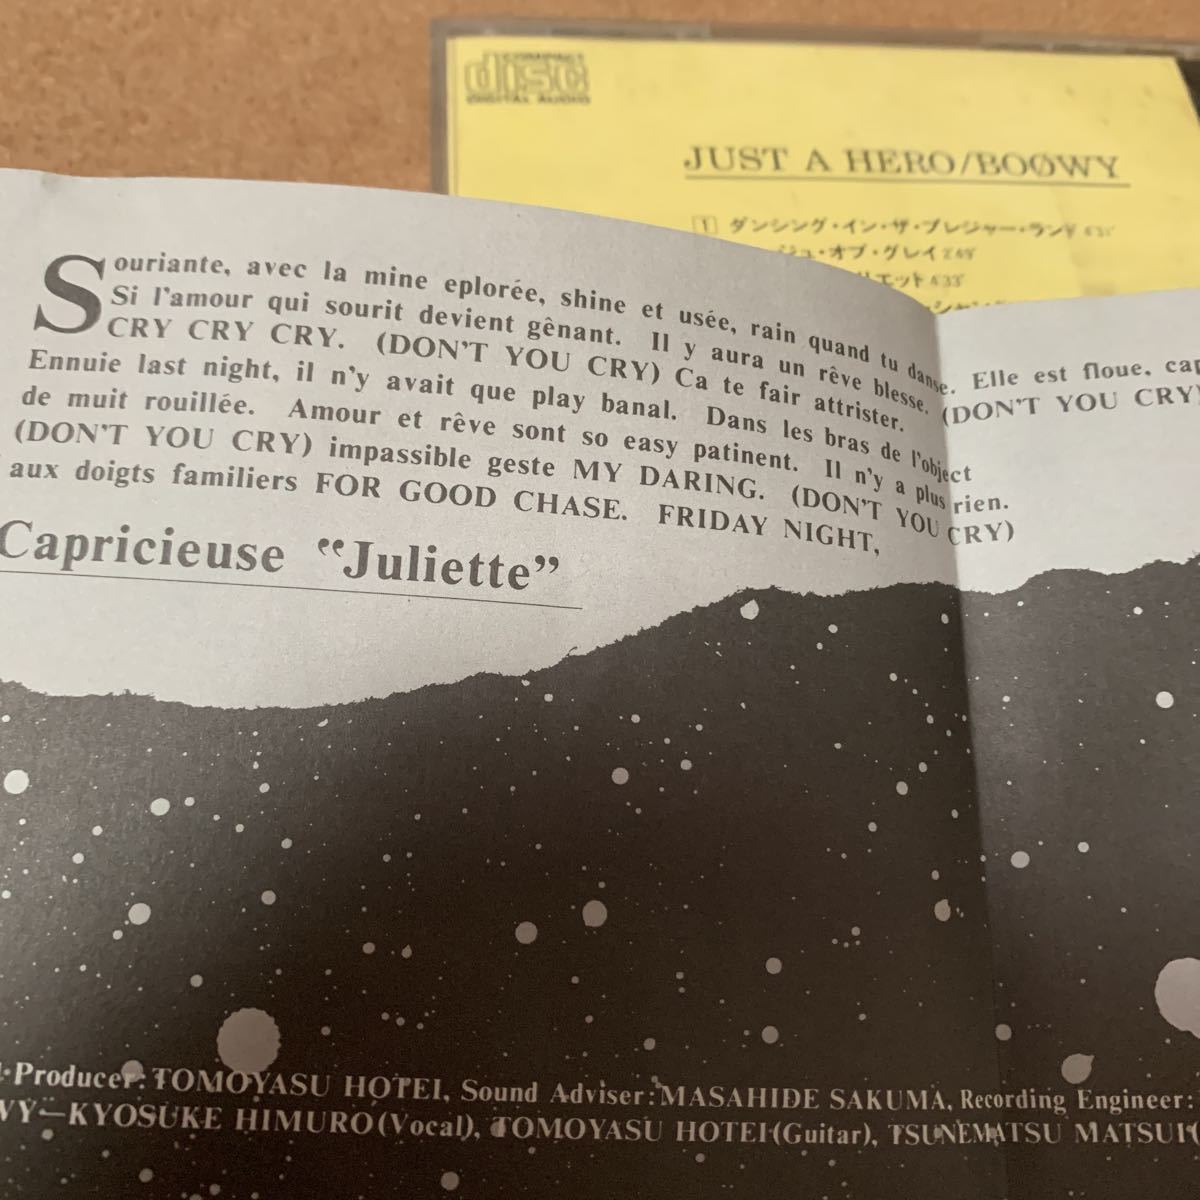 COMPACT
disc
DIGITAL AUDIO
JUST A HERO/BOØWY
1 ダンシング・イン・ザ・プレジャー・ランド
ジュ・オブ・グレイ
エット
Souriante, avec la mine eplorée, shine et usée, rain quand tu danse. Elle est floue, cap
Si l'amour qui sourit devient gênant. Il y aura un rêve blesse. (DON'T YOU CRY)
CRY CRY CRY. (DON'T YOU CRY) Ca te fair attrister.
Ennuie last night, il n'y avait que play banal. Dans les bras de l'object
de muit rouillée. Amour et rêve sont so easy patinent. Il n'y a plus rien.
(DON'T YOU CRY) impassible geste MY DARING. (DON'T YOU CRY)
aux doigts familiers FOR GOOD CHASE. FRIDAY NIGHT,
Capricieuse "Juliette"
Producer:TOMOYASU HOTEI, Sound Adviser:MASAHIDE SAKUMA, Recording Engineer:
WY—KYOSUKE HIMURO(Vocal), TOMOYASU HOTEI(Guitar), TSUNEMATSU MATSUI(